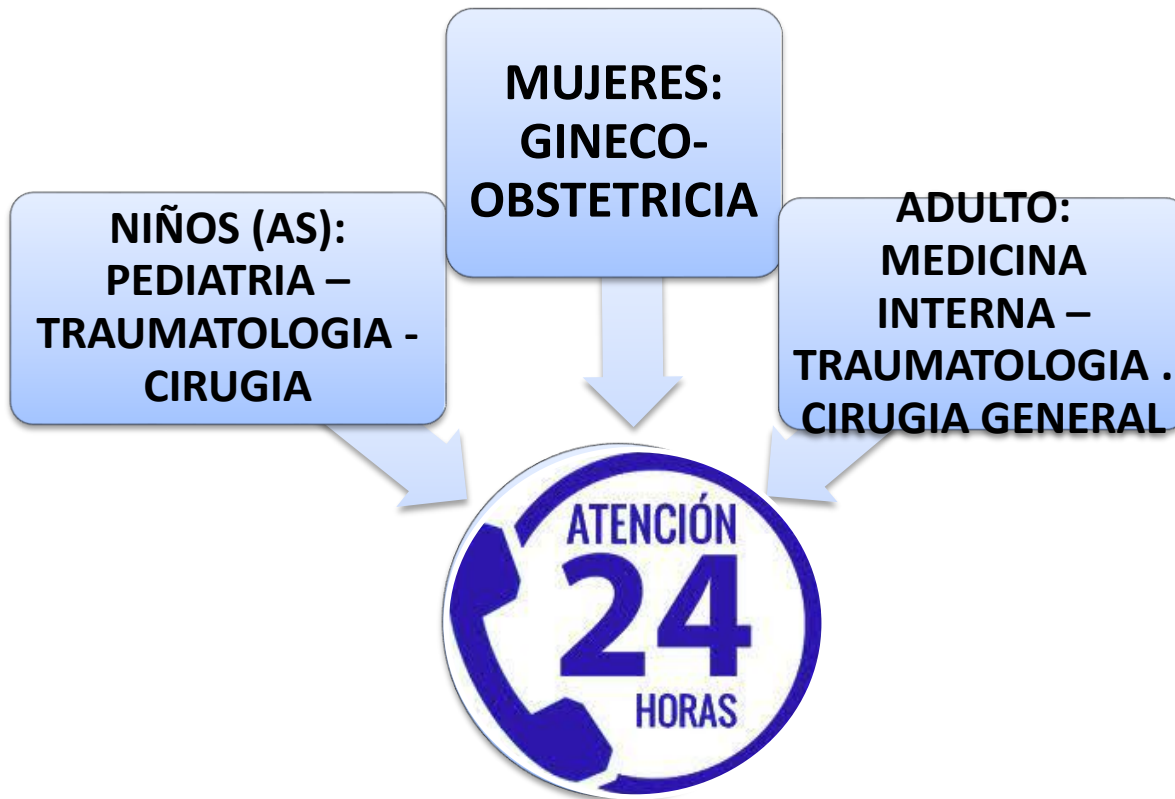 MUJERES:
GINECO-
OBSTETRICIA
NIÑOS (AS):
PEDIATRIA –
TRAUMATOLOGIA -
CIRUGIA
ADULTO:
MEDICINA
INTERNA –
TRAUMATOLOGIA .
CIRUGIA GENERAL
ATENCIÓN
24
HORAS